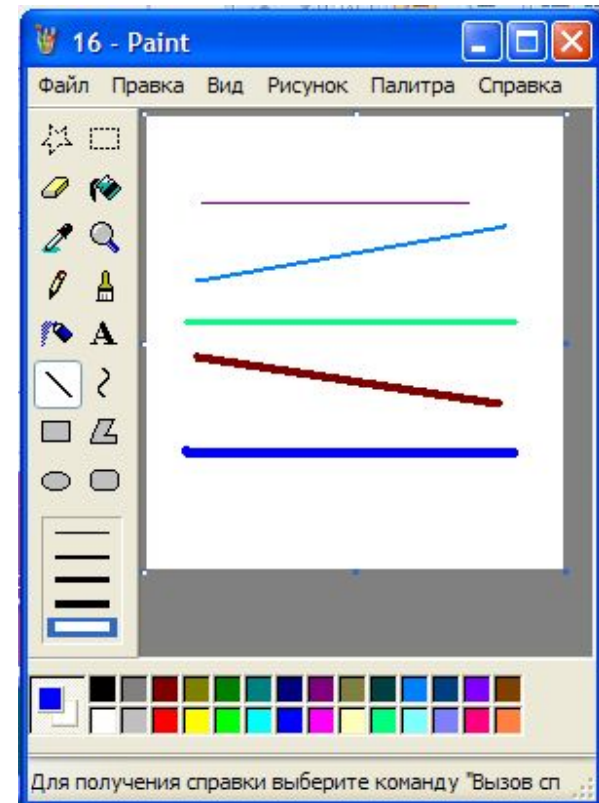 16 - Paint
Файл Правка Вид Рисунок Палитра Справка
A
Для получения справки выберите команду "Вызов сп